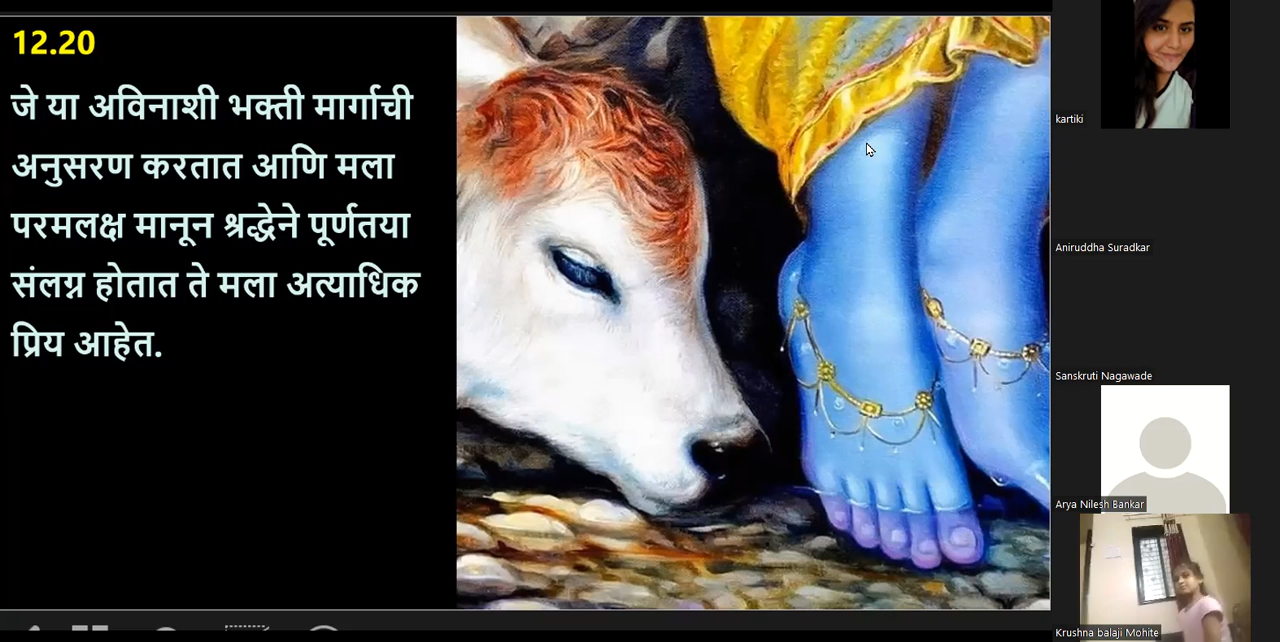 12.20
जे या अविनाशी भक्ती मार्गाची
अनुसरण करतात आणि मला
परमलक्ष मानून श्रद्धेने पूर्णतया
संलग्न होतात ते मला अत्याधिक
प्रिय आहेत.
kartiki
Aniruddha Suradkar
Sanskruti Nagawade
Arya Nilesh Bankar
Krushna balaji Mohite